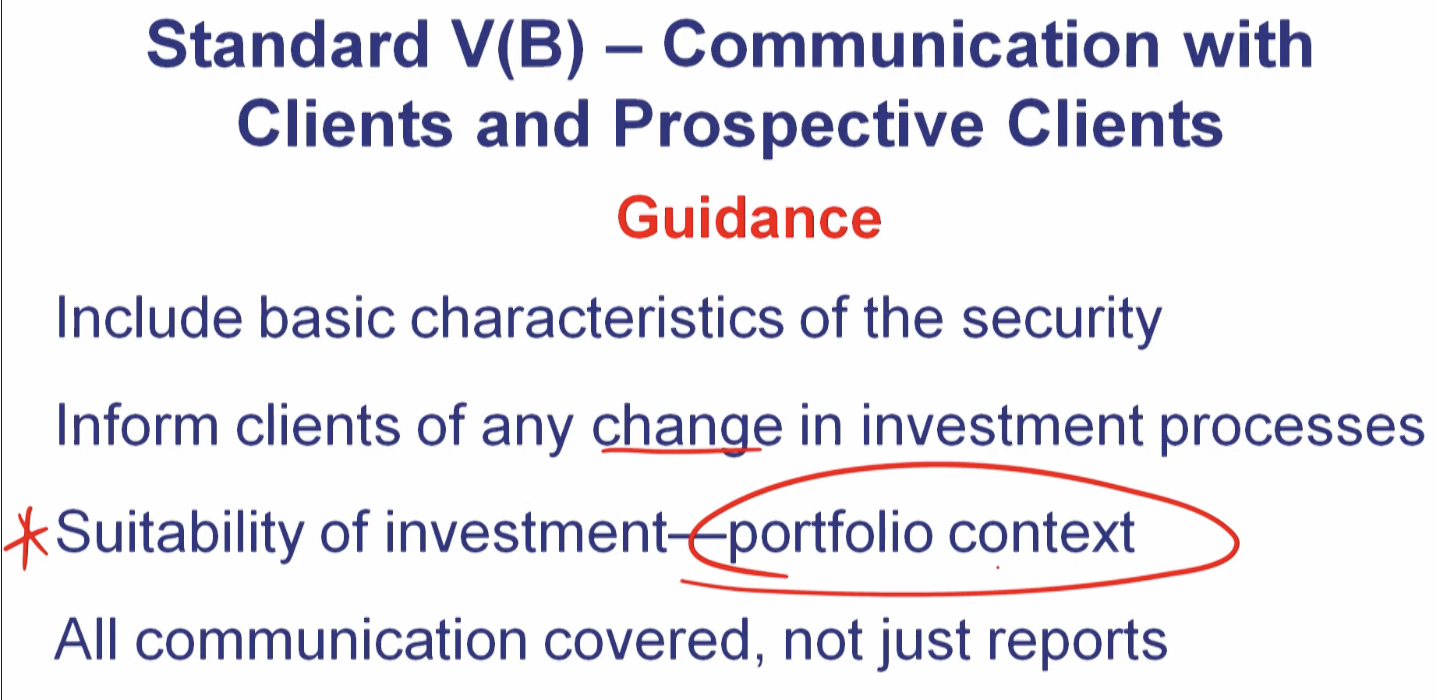 Standard V(B) – Communication with
Clients and Prospective Clients
Guidance
Include basic characteristics of the security
Inform clients of any change in investment processes
*Suitability of investment—portfolio context
All communication covered, not just reports